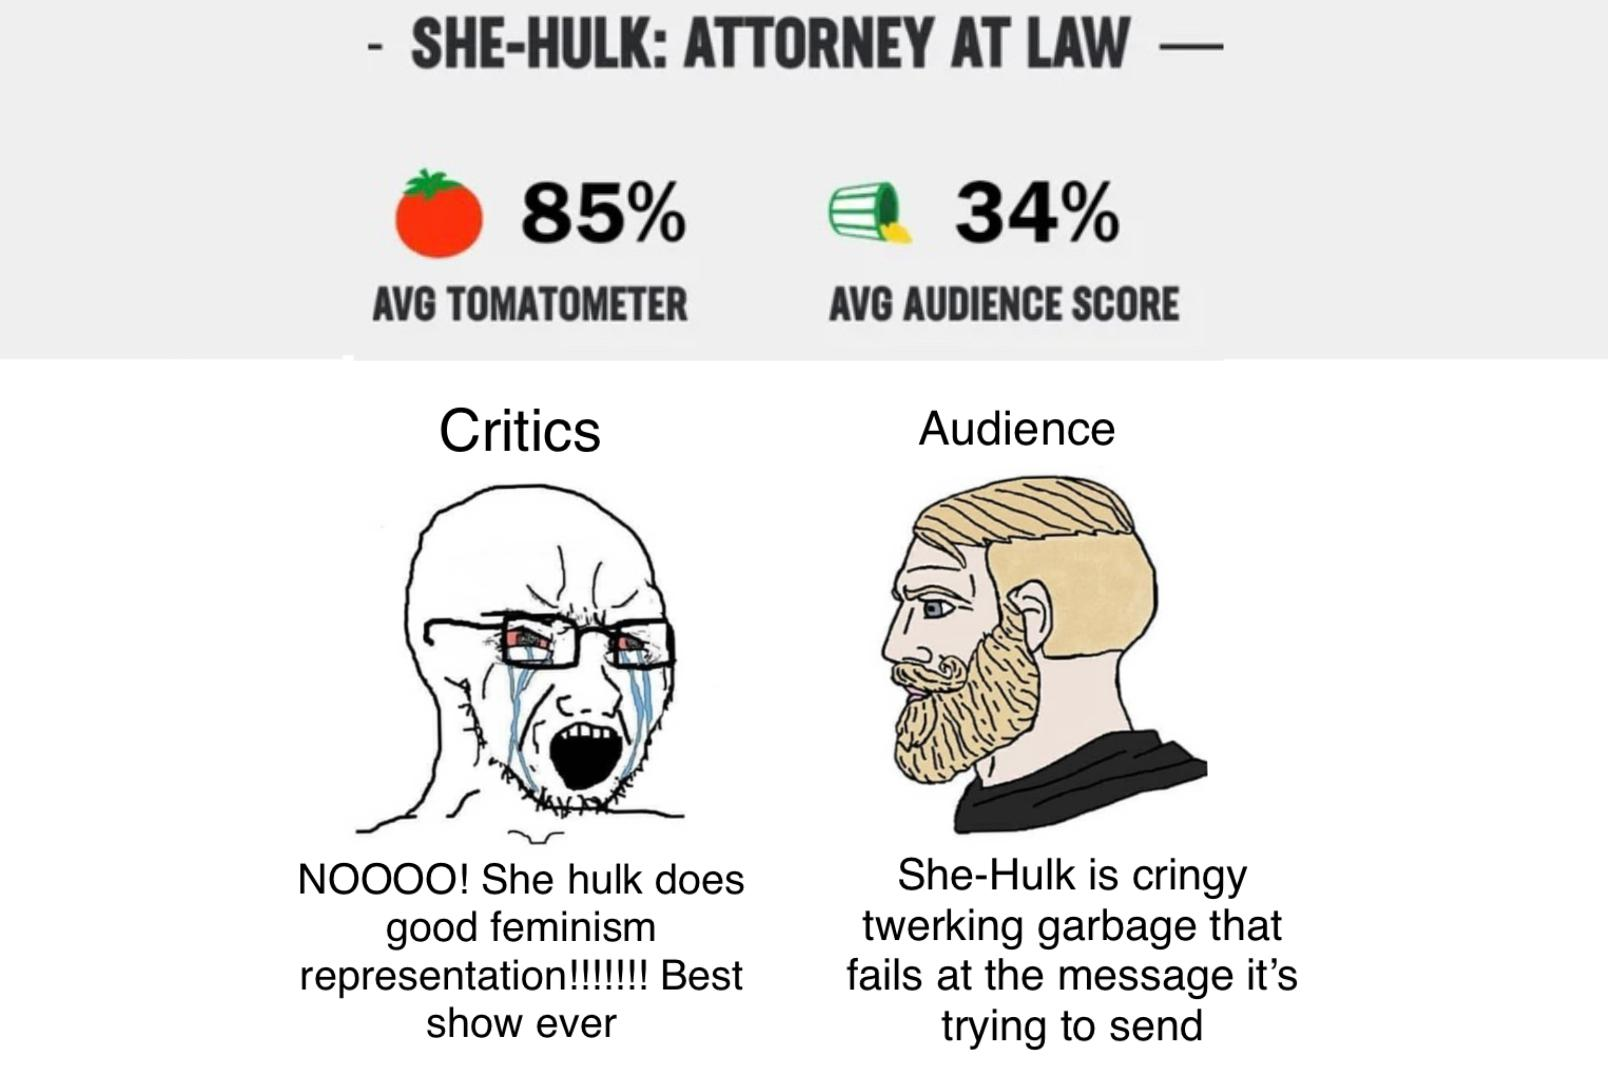 - SHE-HULK: ATTORNEY AT LAW —
85% 34%
AVG TOMATOMETER AVG AUDIENCE SCORE
Critics Audience
NOOOO! She hulk does
good feminism
representation!!!!!!! Best
show ever
She-Hulk is cringy
twerking garbage that
fails at the message it’s
trying to send